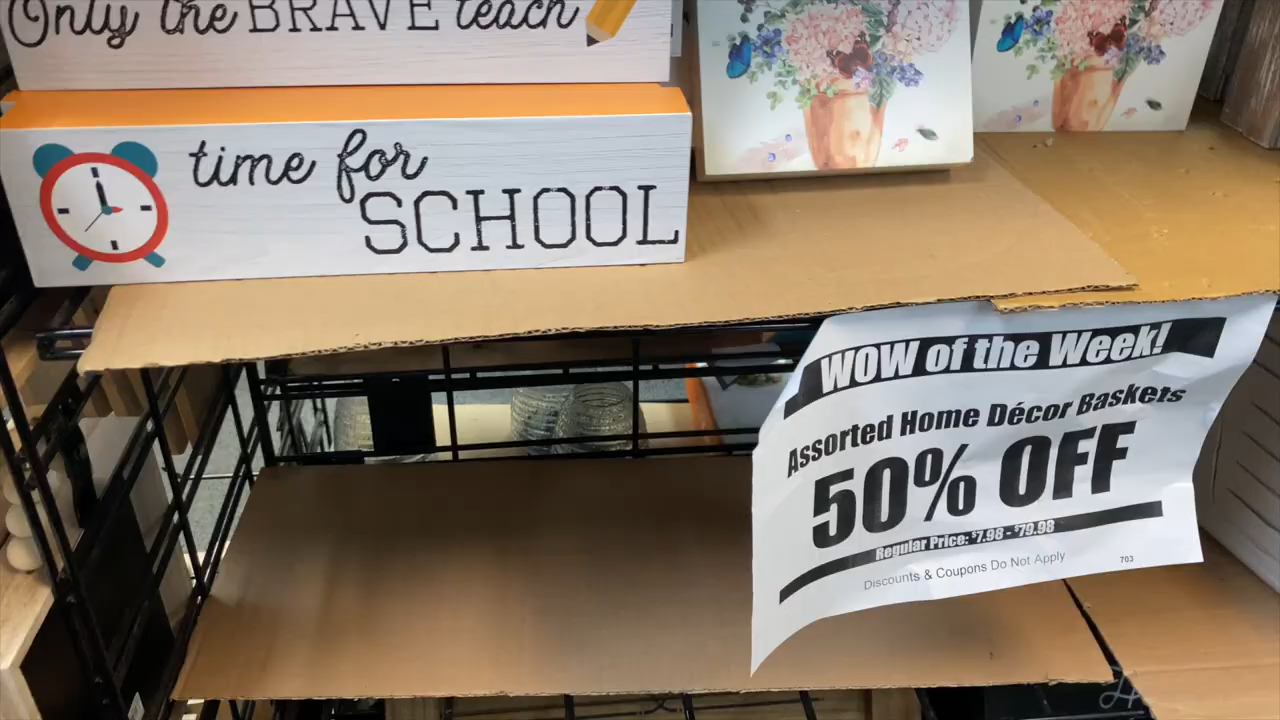 Only the BRAVE teach
time for
SCHOOL
WOW of the Week!
Assorted Home Décor Baskets
50% OFF
Regular Price: $7.98 - $79.98
Discounts & Coupons Do Not Apply
703